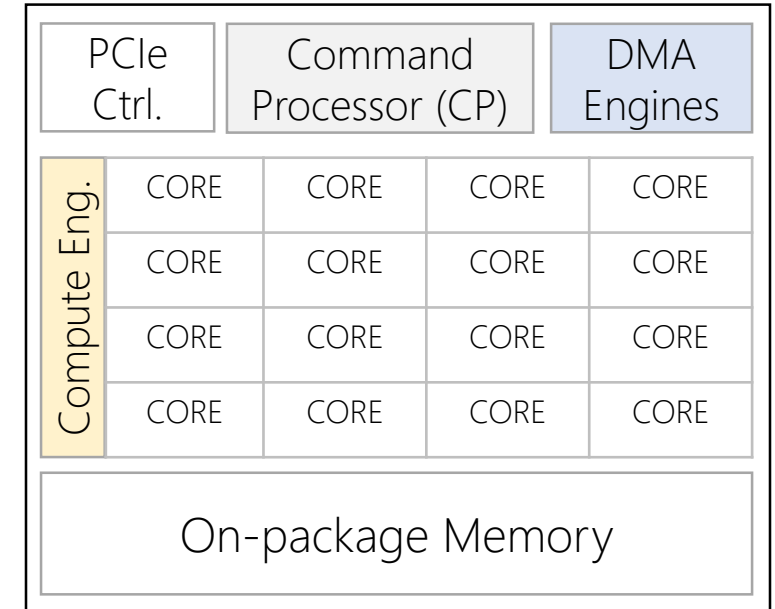 PCIe
Ctrl.
Command
Processor (CP)
DMA
Engines
Compute Eng.
CORE CORE CORE CORE
CORE CORE CORE CORE
CORE CORE CORE CORE
CORE CORE CORE CORE
On-package Memory